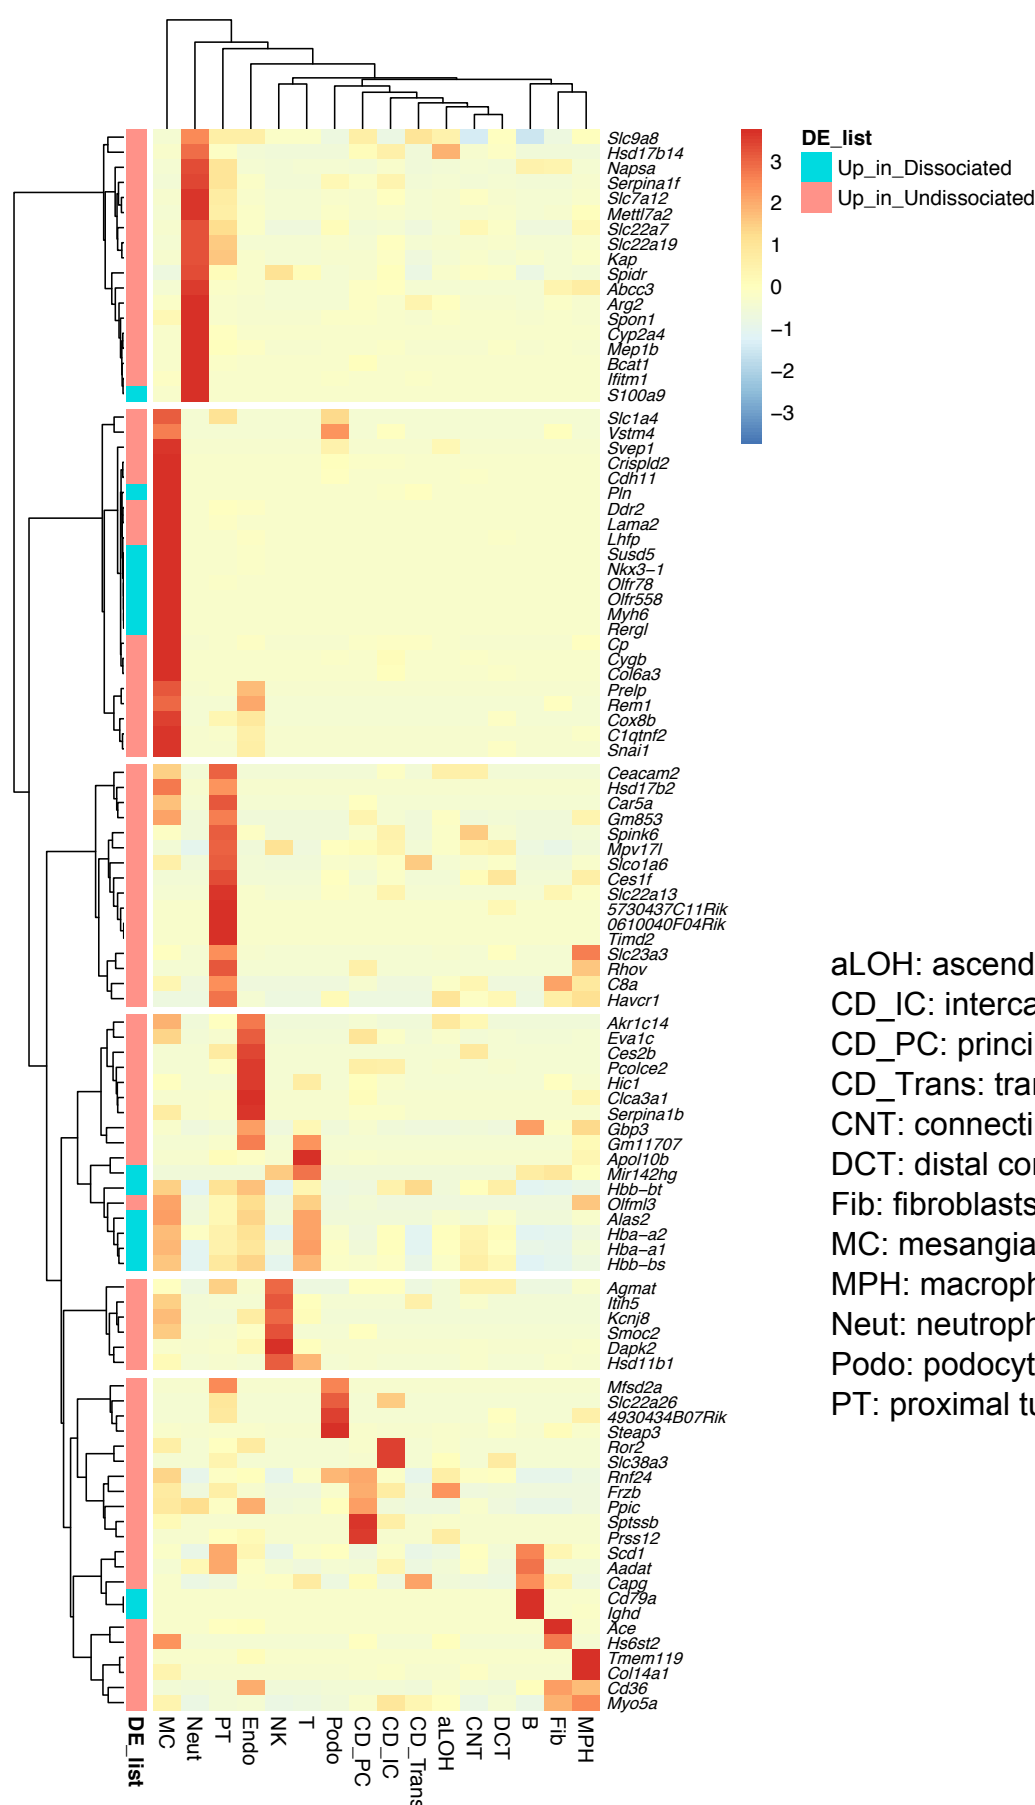 Slc9a8
Hsd17b14
Napsa
Serpina1f
Slc7a12
Mettl7a2
Slc22a7
Slc22a19
Kap
Spidr
Abcc3
Arg2
Spon1
Cyp2a4
Mep1b
Bcat1
Ifitm1
S100a9
Slc1a4
Vstm4
Svep1
Crispld2
Cdh11
Pln
Ddr2
Lama2
Lhfp
Susd5
Nkx3−1
Olfr78
Olfr558
Myh6
Rergl
Cp
Cygb
Col6a3
Prelp
Rem1
Cox8b
C1qtnf2
Snai1
Ceacam2
Hsd17b2
Car5a
Gm853
Spink6
Mpv17l
Slco1a6
Ces1f
Slc22a13
5730437C11Rik
0610040F04Rik
Timd2
Slc23a3
Rhov
C8a
Havcr1
Akr1c14
Eva1c
Ces2b
Pcolce2
Hic1
Clca3a1
Serpina1b
Gbp3
Gm11707
Apol10b
Mir142hg
Hbb−bt
Olfml3
Alas2
Hba−a2
Hba−a1
Hbb−bs
Agmat
Itih5
Kcnj8
Smoc2
Dapk2
Hsd11b1
Mfsd2a
Slc22a26
4930434B07Rik
Steap3
Ror2
Slc38a3
Rnf24
Frzb
Ppic
Sptssb
Prss12
Scd1
Aadat
Capg
Cd79a
Ighd
Ace
Hs6st2
Tmem119
Col14a1
Cd36
Myo5a
DE_list
MC
Neut
PT
Endo
NK
T
Podo
CD_PC
CD_IC
CD_Trans
aLOH
CNT
DCT
B
Fib
MPH
3
2
1
0
−1
−2
−3
DE_list
Up_in_Dissociated
Up_in_Undissociated
aLOH: ascend
CD_IC: interca
CD_PC: princi
CD_Trans: tra
CNT: connecti
DCT: distal co
Fib: fibroblasts
MC: mesangia
MPH: macroph
Neut: neutroph
Podo: podocyt
PT: proximal tu